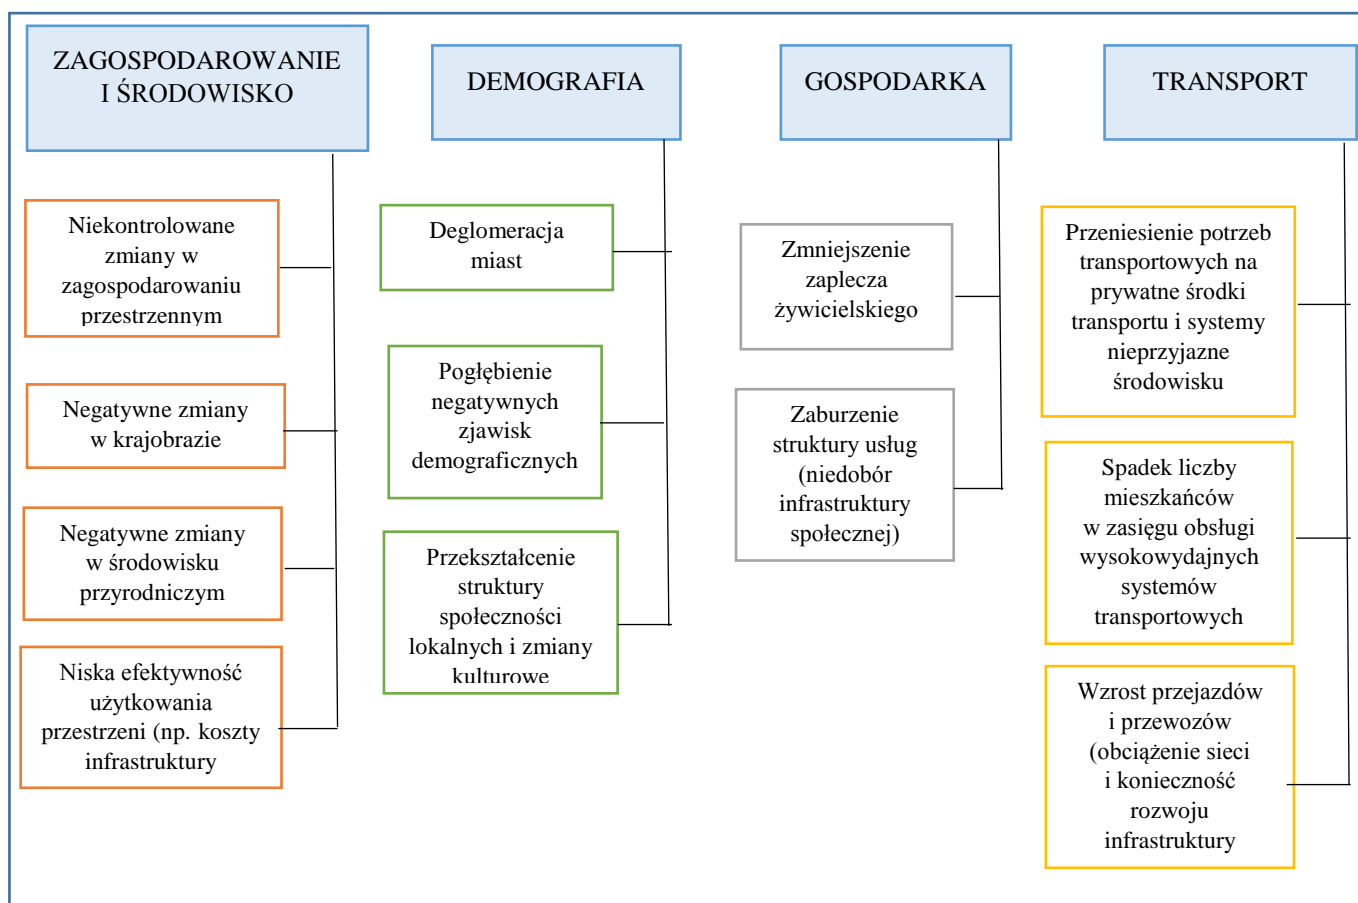 ZAGOSPODAROWANIE
I ŚRODOWISKO
Niekontrolowane
zmiany w
zagospodarowaniu
przestrzennym
Negatywne zmiany
w krajobrazie
Negatywne zmiany
w środowisku
przyrodniczym
Niska efektywność
użytkowania
przestrzeni (np. koszty
infrastruktury
DEMOGRAFIA
Deglomeracja
miast
Pogłębienie
negatywnych
zjawisk
demograficznych
Przekształcenie
struktury
społeczności
lokalnych i zmiany
kulturowe
GOSPODARKA
Zmniejszenie
zaplecza
żywicielskiego
Zaburzenie
struktury usług
(niedobór
infrastruktury
społecznej)
TRANSPORT
Przeniesienie potrzeb
transportowych na
prywatne środki
transportu i systemy
nieprzyjazne
środowisku
Spadek liczby
mieszkańców
w zasięgu obsługi
wysokowydajnych
systemów
transportowych
Wzrost przejazdów
i przewozów
(obciążenie sieci
i konieczność
rozwoju
infrastruktury